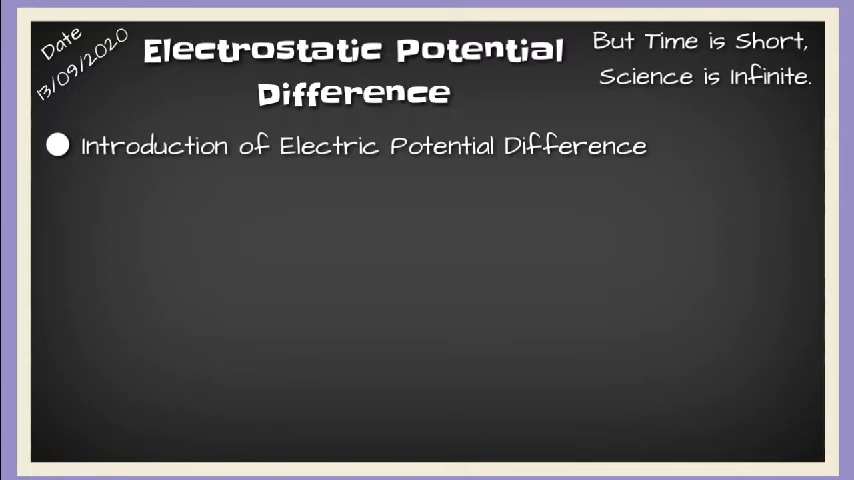 Date
13/09/2020
Electrostatic Potential
Difference
But Time is Short,
Science is Infinite.
Introduction of Electric Potential Difference